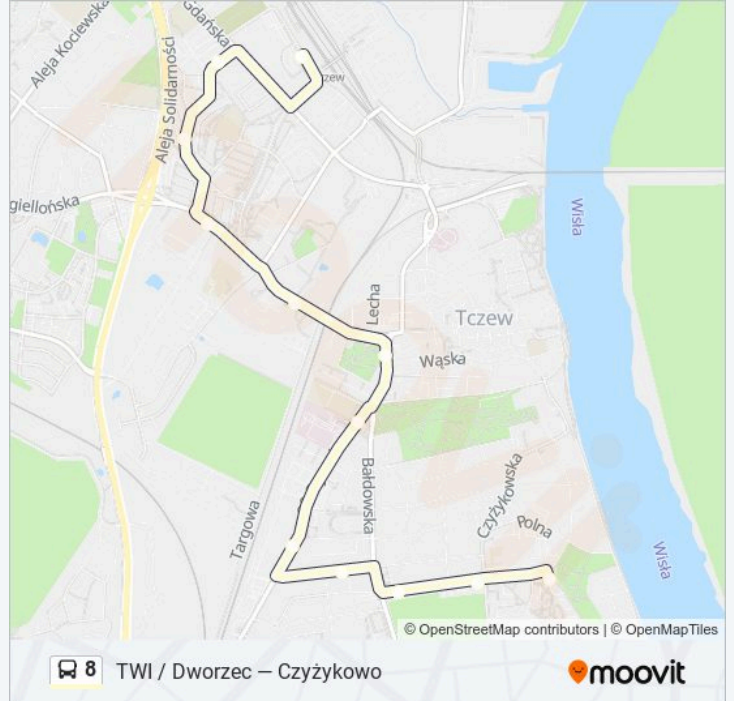 Aleja Kociewska
Gdańska
Aleja Solidarności
zew
giellońska
Wisła
Lecha
Tczew
Wąska
Bałdowska
Czyżykowska
Polna
Targowa
Wisła
© OpenStreetMap contributors | © OpenMapTiles
8 TWI / Dworzec — Czyżykowo
moovit